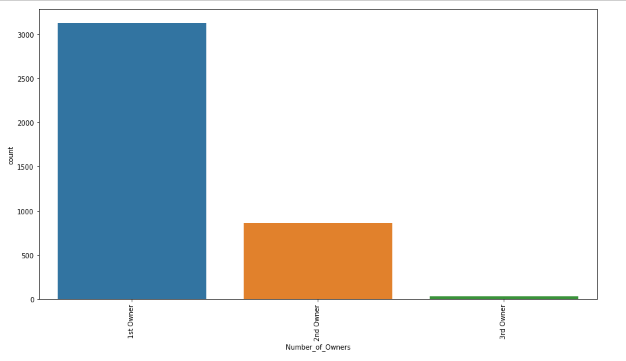 3000
2500
2000
1500
1000
500
0
count
1st Owner
2nd Owner
3rd Owner
Number_of_Owners